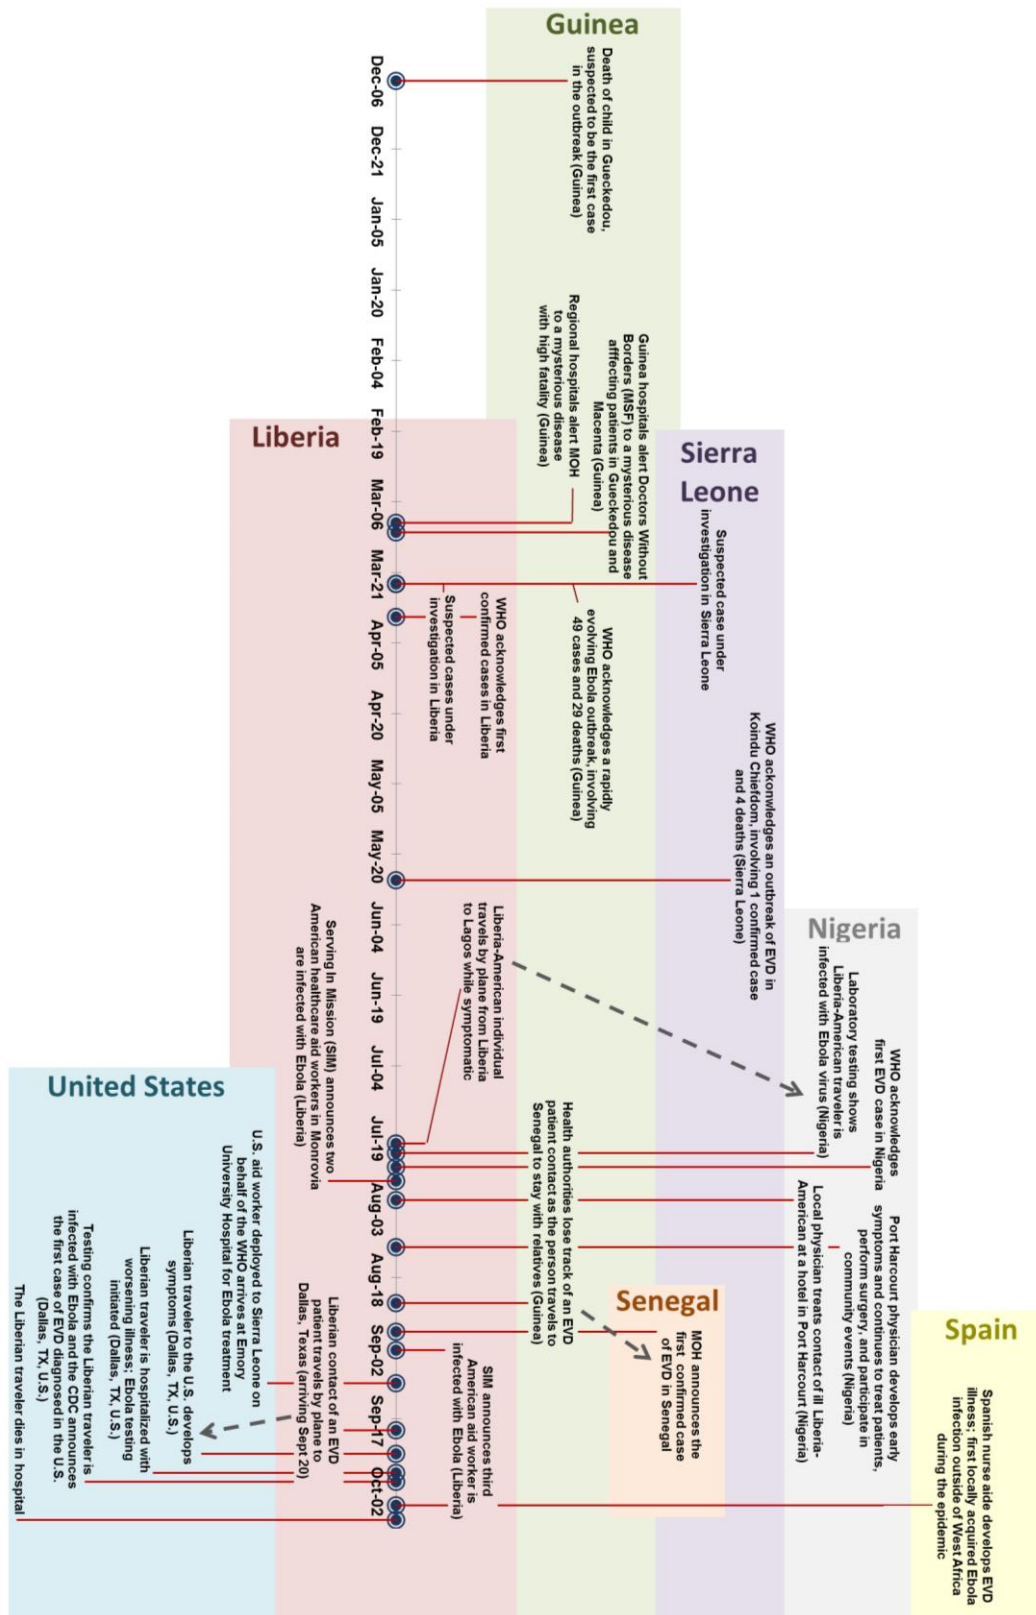 Guinea
Death of child in Gueckedou,
suspected to be the first case
in the outbreak (Guinea)
Guinea hospitals alert Doctors Without
Borders (MSF) to a mysterious disease
afffecting patients in Gueckedou and
Macenta (Guinea)
Regional hospitals alert MOH
to a mysterious disease
with high fatality (Guinea)
WHO acknowledges a rapidly
evolving Ebola outbreak, involving
49 cases and 29 deaths (Guinea)
Health authorities lose track of an EVD
patient contact as the person travels to
Senegal to stay with relatives (Guinea)
Sierra
Leone
Suspected case under
investigation in Sierra Leone
WHO ackonwledges an outbreak of EVD in
Koindu Chiefdom, involving 1 confirmed case
and 4 deaths (Sierra Leone)
Nigeria
WHO acknowledges
first EVD case in Nigeria
Laboratory testing shows
Liberia-American traveler is
infected with Ebola virus (Nigeria)
Port Harcourt physician develops early
symptoms and continues to treat patients,
perform surgery, and participate in
community events (Nigeria)
Local physician treats contact of ill Liberia-
American at a hotel in Port Harcourt (Nigeria)
Senegal
MOH announces the
first confirmed case
of EVD in Senegal
Spain
Spanish nurse aide develops EVD
illness; first locally acquired Ebola
infection outside of West Africa
during the epidemic
Dec-06
Dec-21
Jan-05
Jan-20
Feb-04
Feb-19
Mar-06
Mar-21
Apr-05
Apr-20
May-05
May-20
Jun-04
Jun-19
Jul-04
Jul-19
Aug-03
Aug-18
Sep-02
Sep-17
Oct-02
Liberia
WHO acknowledges first
confirmed cases in Liberia
Suspected cases under
investigation in Liberia
Liberia-American individual
travels by plane from Liberia
to Lagos while symptomatic
Serving In Mission (SIM) announces two
American healthcare aid workers in Monrovia
are infected with Ebola (Liberia)
SIM announces third
American aid worker is
infected with Ebola (Liberia)
Liberian contact of an EVD
patient travels by plane to
Dallas, Texas (arriving Sept 20)
United States
U.S. aid worker deployed to Sierra Leone on
behalf of the WHO arrives at Emory
University Hospital for Ebola treatment
Liberian traveler to the U.S. develops
symptoms (Dallas, TX, U.S.)
Liberian traveler is hospitalized with
worsening illness; Ebola testing
initiated (Dallas, TX, U.S.)
Testing confirms the Liberian traveler is
infected with Ebola and the CDC announces
the first case of EVD diagnosed in the U.S.
(Dallas, TX, U.S.)
The Liberian traveler dies in hospital